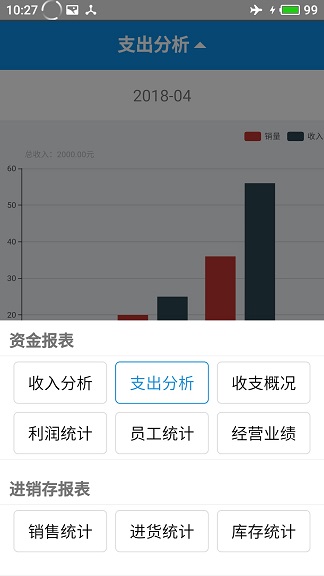 10:27 99
支出分析
2018-04
销量 收入
总收入：2000.00元
60
50
40
30
20
资金报表
收入分析 支出分析 收支概况
利润统计 员工统计 经营业绩
进销存报表
销售统计 进货统计 库存统计